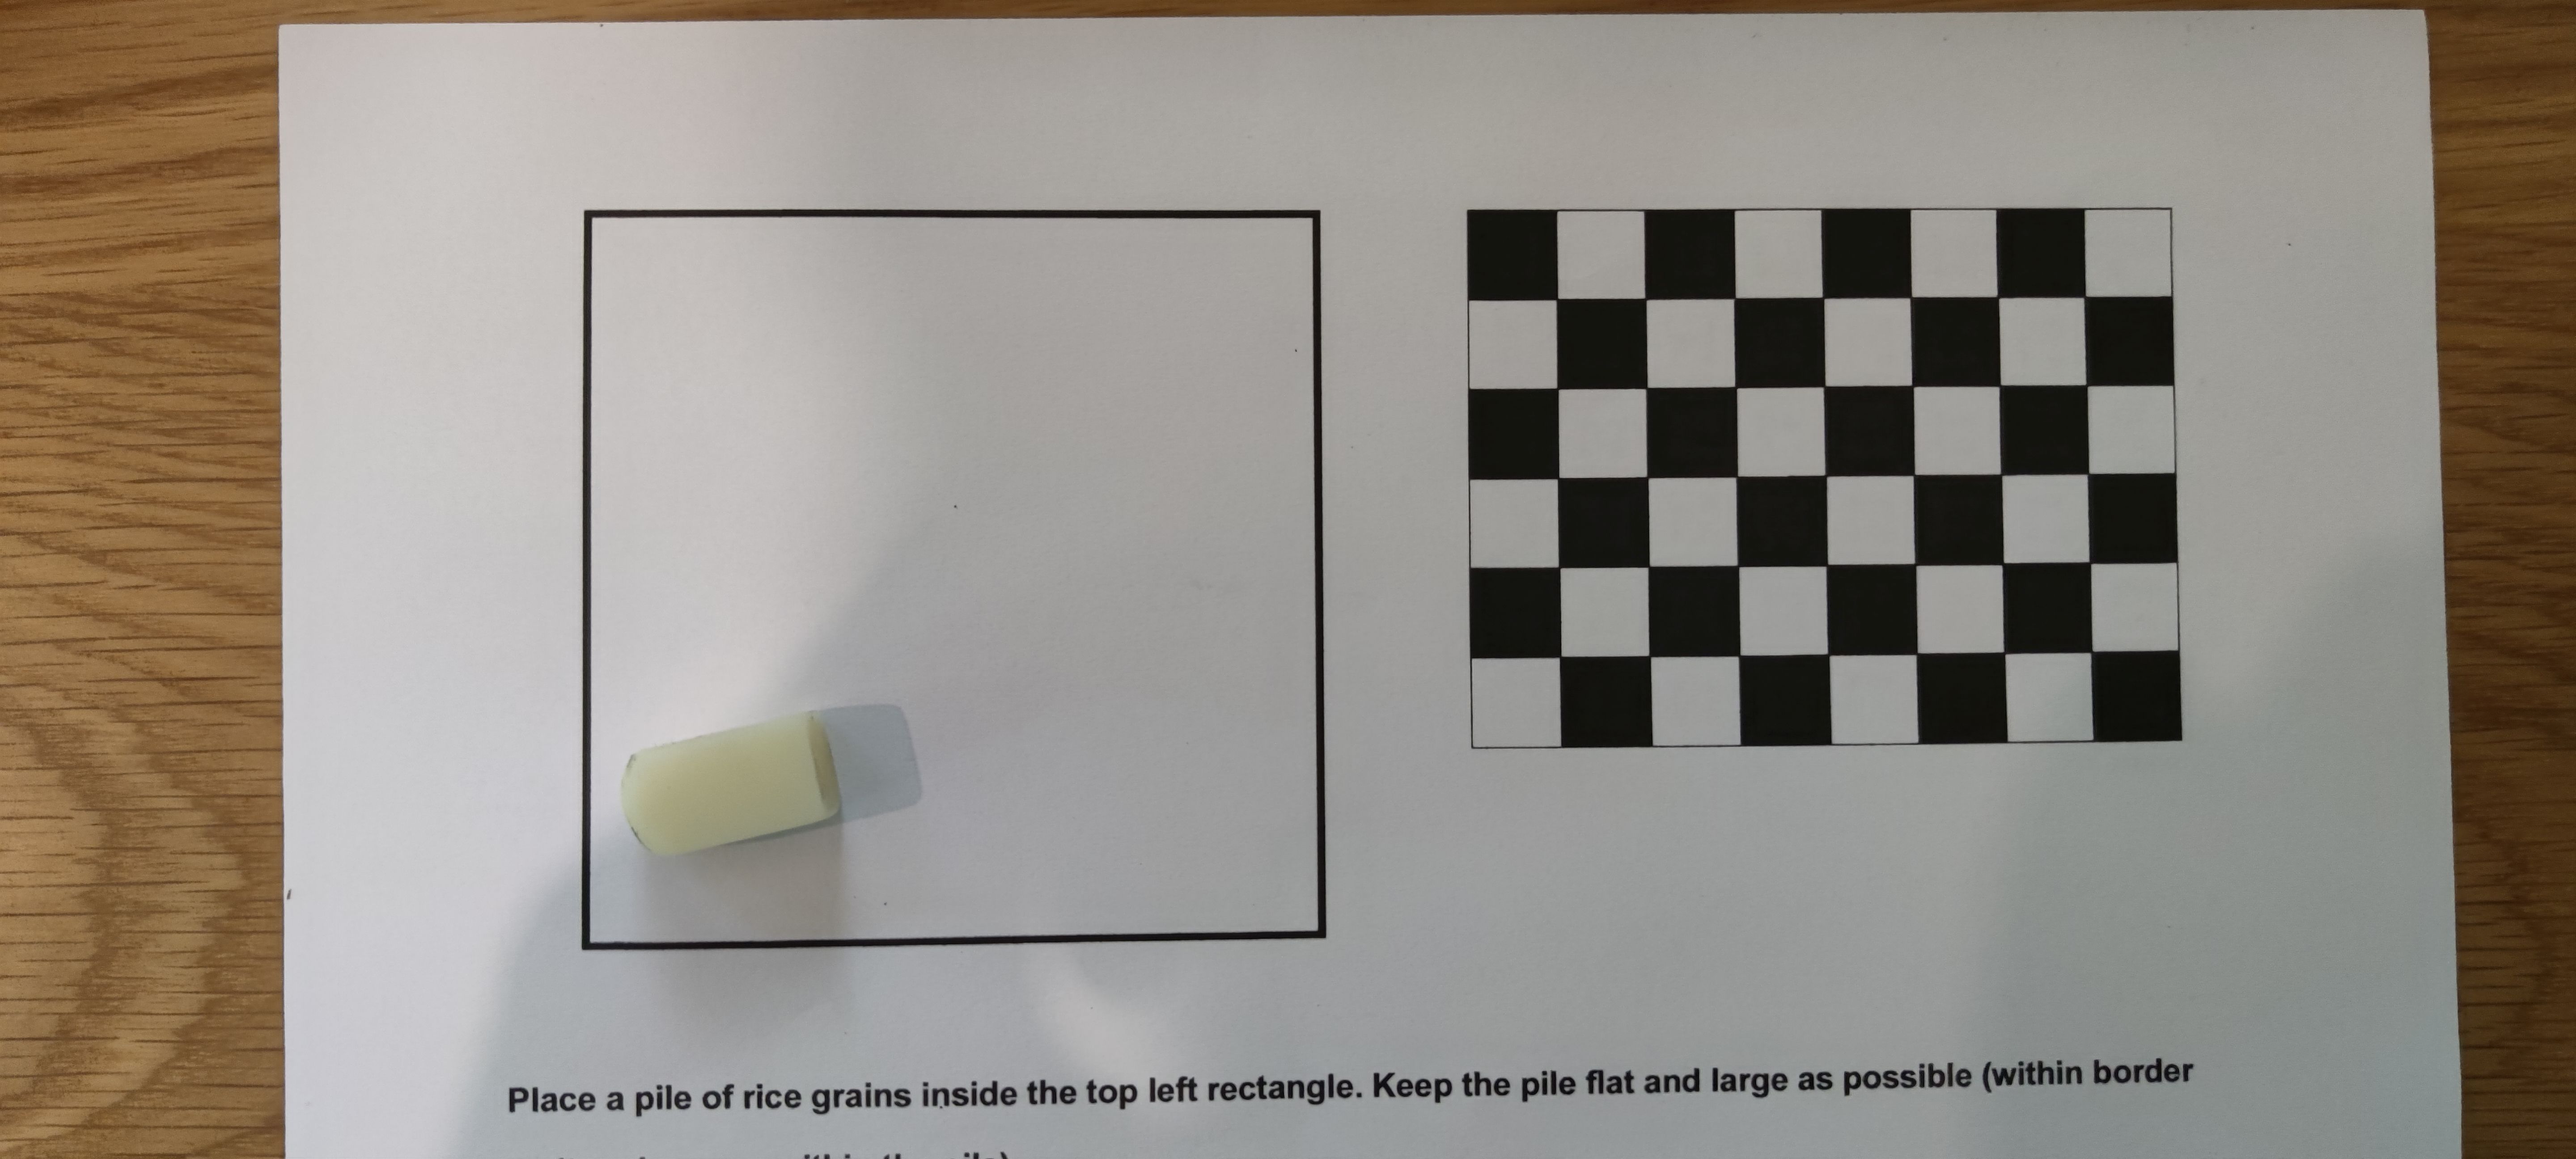 Place a pile of rice grains inside the top left rectangle. Keep the pile flat and large as possible (within border